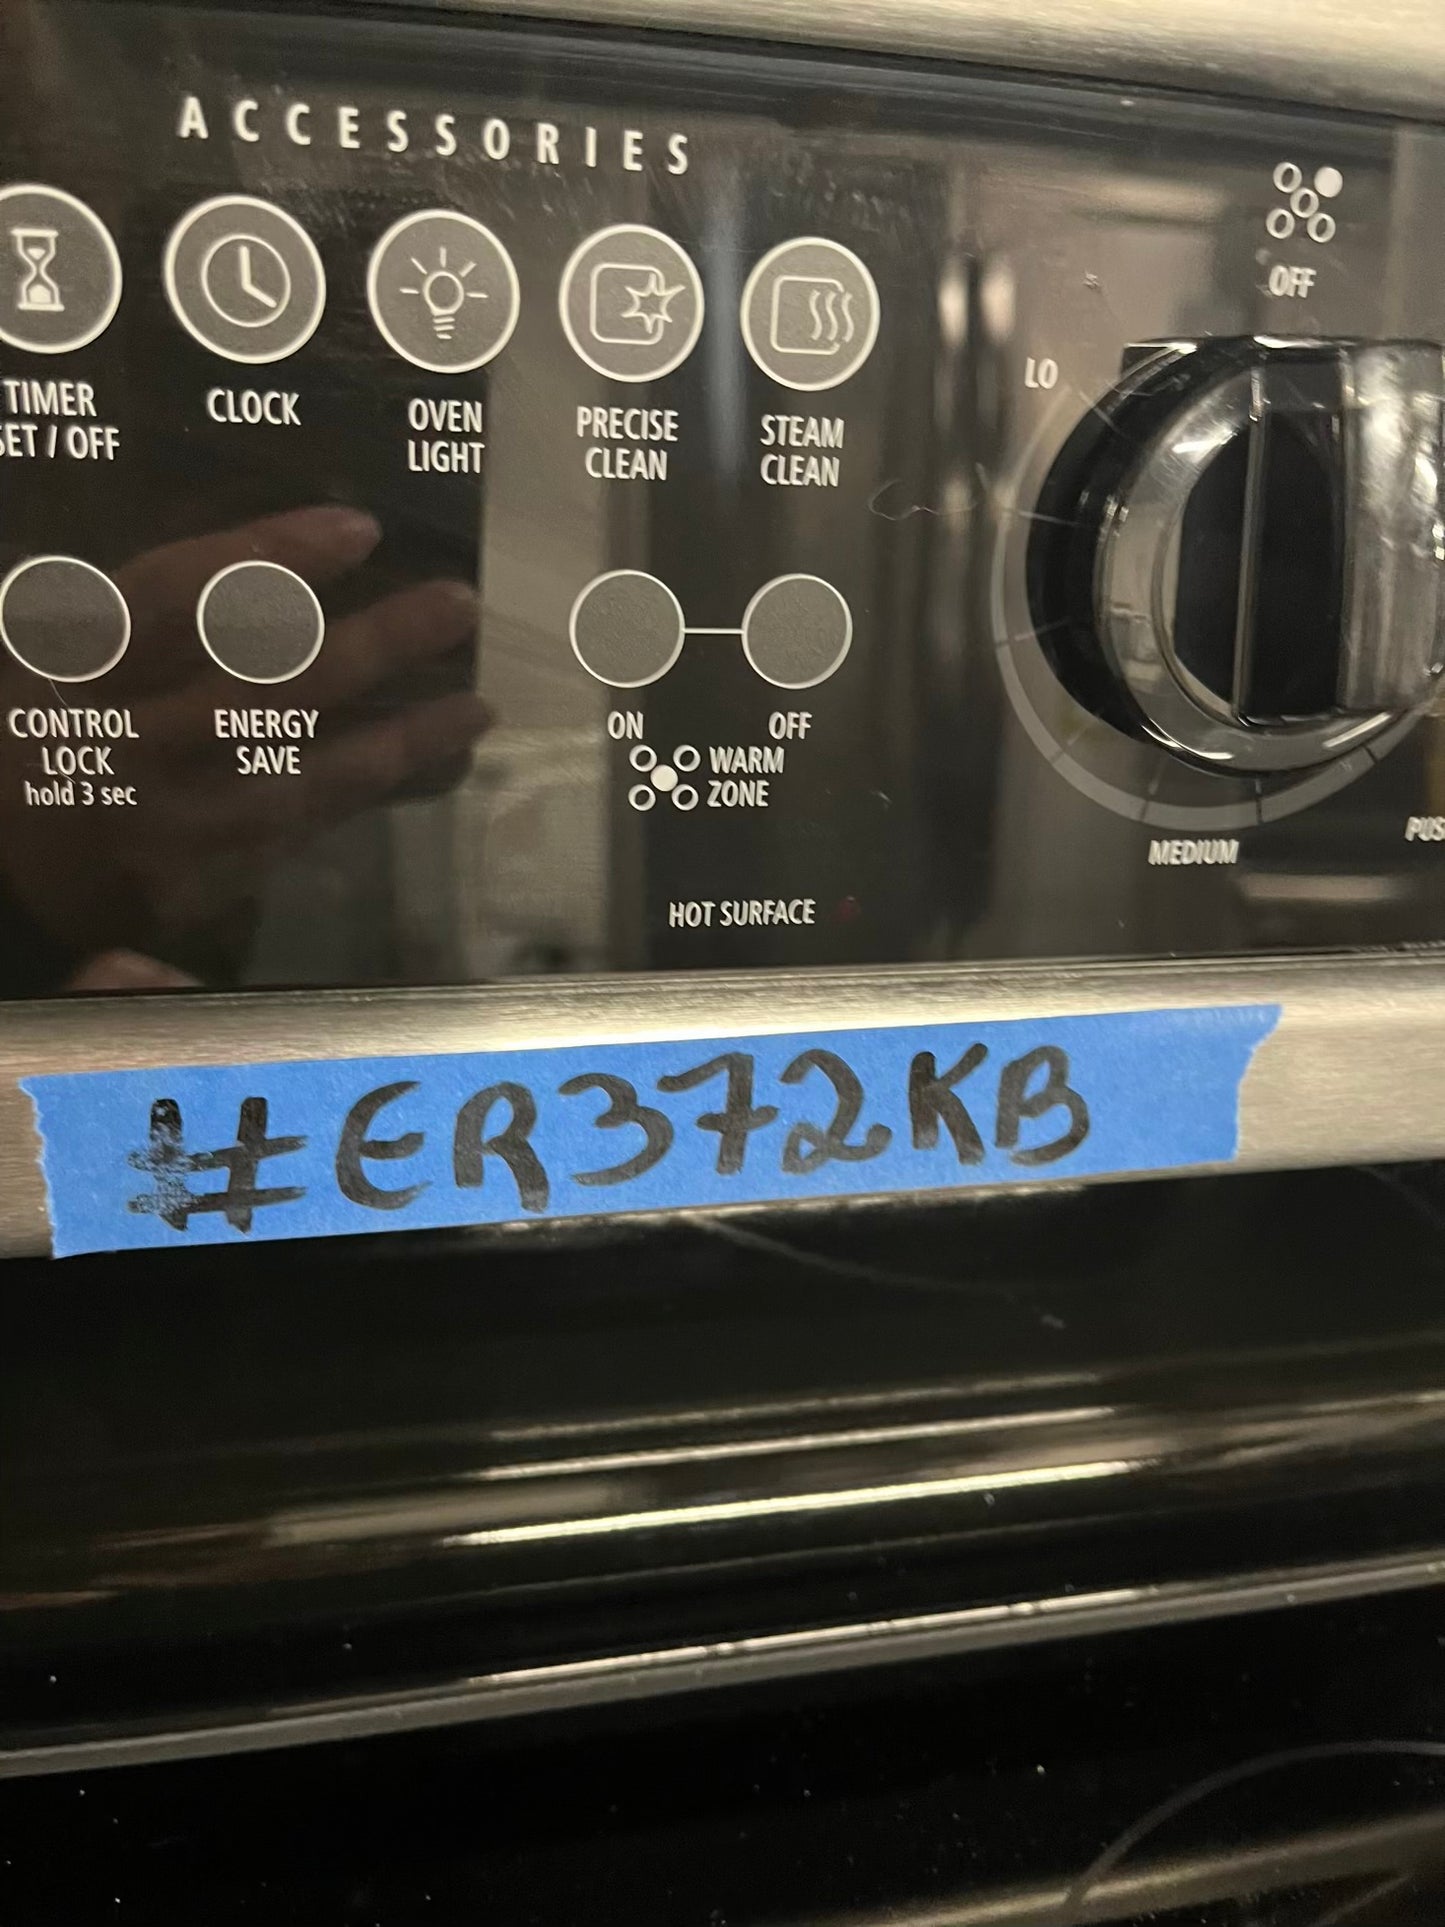 ACCESSORIES
TIMER
SET / OFF
CLOCK
OVEN
LIGHT
PRECISE
CLEAN
STEAM
CLEAN
OFF
LO
MEDIUM
CONTROL
LOCK
hold 3 sec
ENERGY
SAVE
ON
OFF
WARM
ZONE
HOT SURFACE
#ER372KB